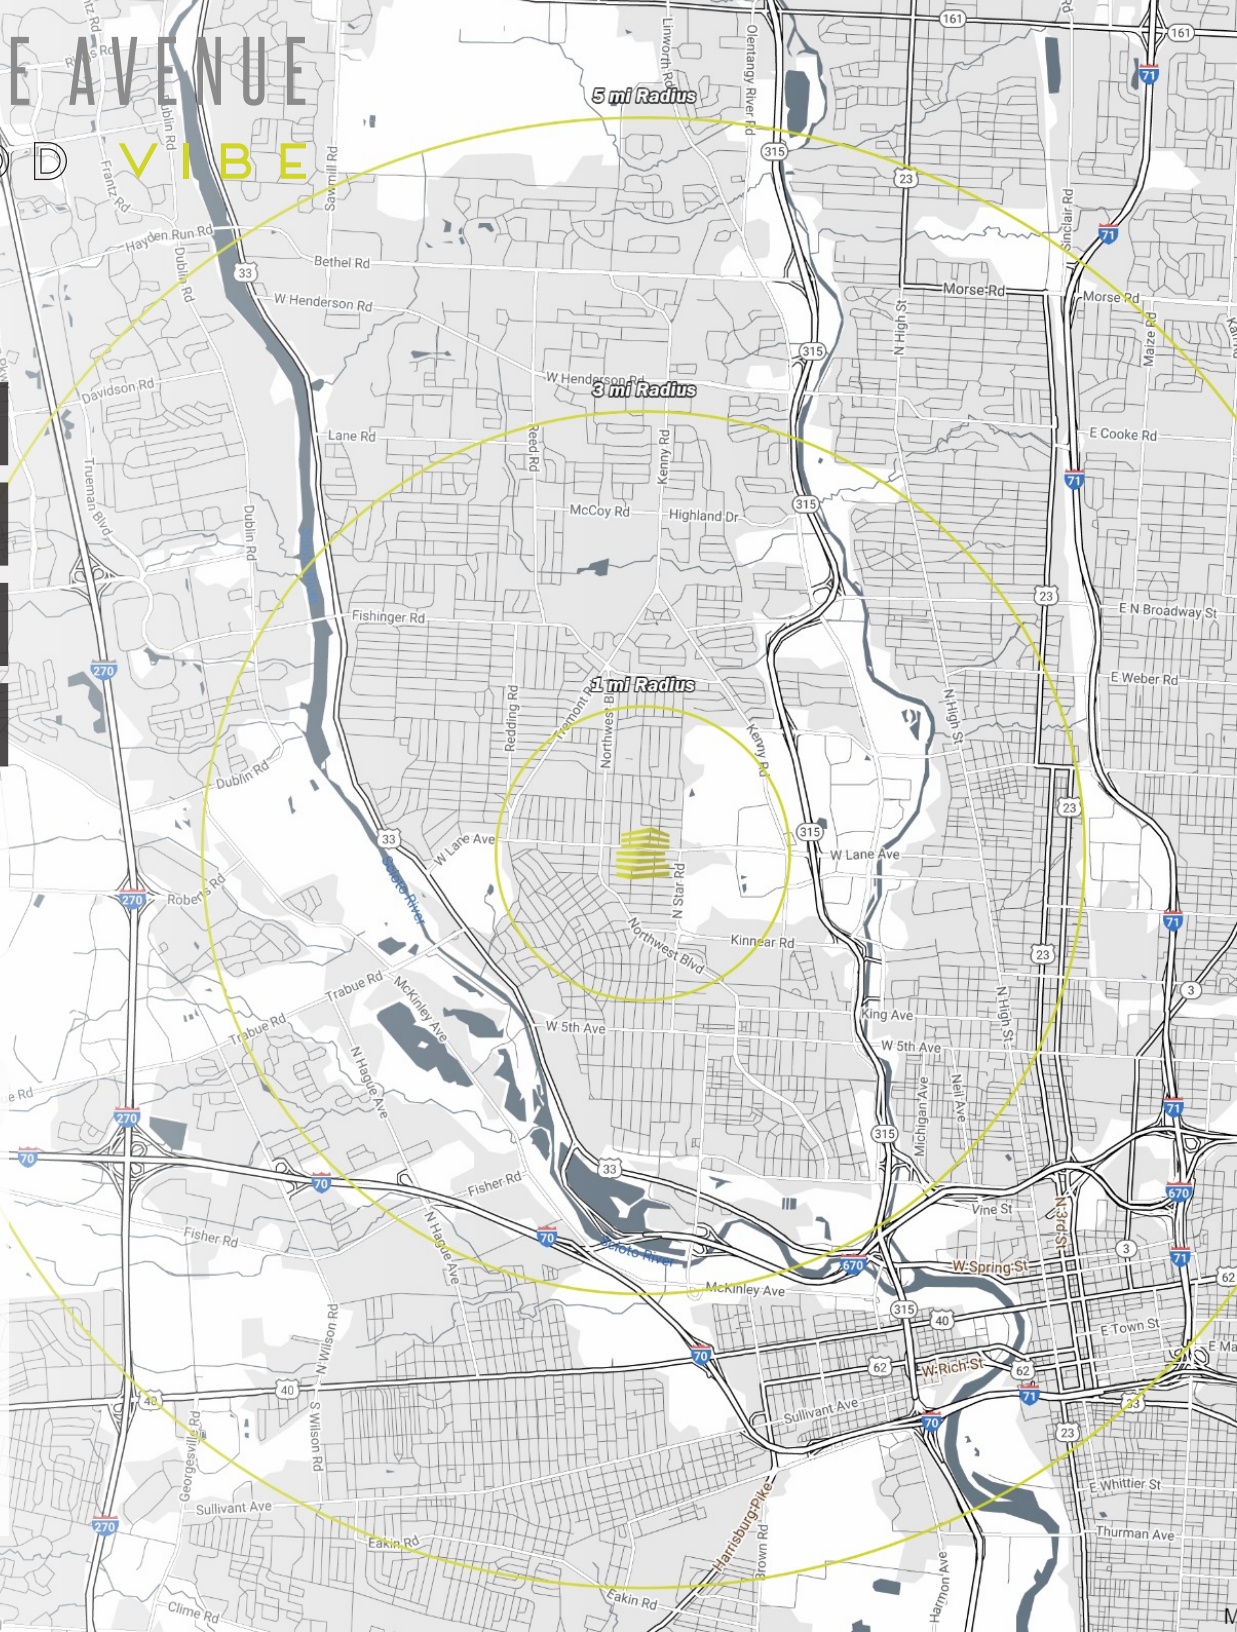 E AVENUE
OD VIBE
161
161
71
Linworth Rd
Olentangy River Rd
5 mi Radius
315
23
Sawmill Rd
Frantz Rd
Hayden Run Rd
Dublin Rd
Sinclair Rd
71
33
Bethel Rd
W Henderson Rd
Morse Rd
Morse Rd
N High St
Maize Rd
315
W Henderson Rd
3 mi Radius
Davidson Rd
Lane Rd
Reed Rd
Kenny Rd
E Cooke Rd
Trueman Blvd
71
McCoy Rd
Highland Dr
315
Dublin Rd
23
E N Broadway St
Fishinger Rd
270
E Weber Rd
1 mi Radius
Redding Rd
Tremont Rd
Northwest Bl
Kenny Rd
N High St
Dublin Rd
23
33
W Lane Ave
315
W Lane Ave
Scioto River
N Star Rd
Roberts Rd
270
71
Northwest Blvd
Kinnear Rd
23
Trabue Rd
McKinley Ave
3
N High St
Trabue Rd
W 5th Ave
King Ave
W 5th Ave
N Hague Ave
Michigan Ave
Neil Ave
e Rd
270
71
315
70
33
70
Fisher Rd
670
Vine St
N 3rd St
Fisher Rd
N Hague Ave
70
Scioto River
670
3
71
W Spring St
McKinley Ave
62
N Wilson Rd
315
40
E Town St
70
62
W Rich St
62
E Ma
40
40
71
33
S Wilson Rd
Sullivant Ave
70
23
Georgesville Rd
Sullivant Ave
E Whittier St
Harrisburg Pike
270
Eakin Rd
Brown Rd
Thurman Ave
Harmon Ave
Eakin Rd
Clime Rd
M